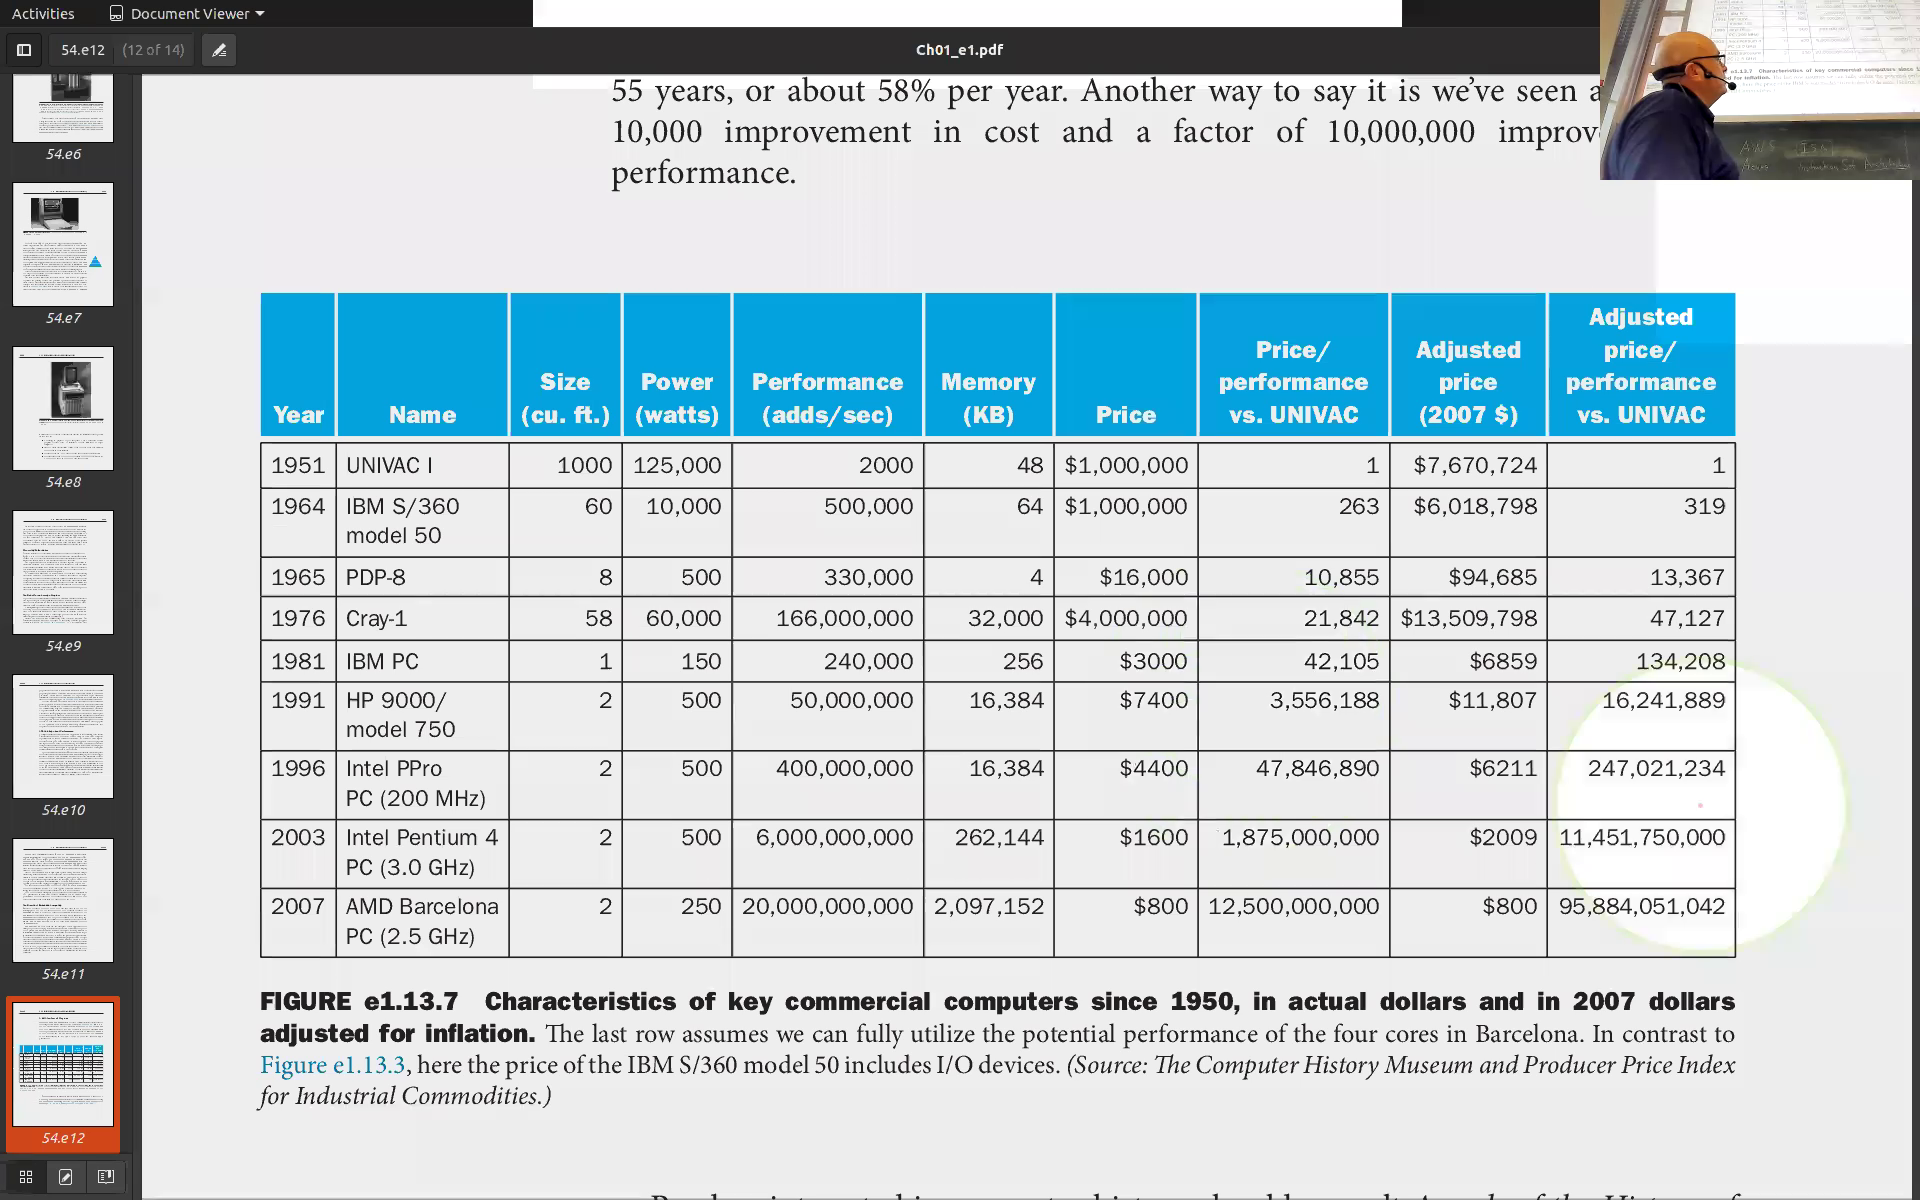 Activities
Document Viewer
54.e12 (12 of 14)
Ch01_e1.pdf
54.e6
54.e7
54.e8
54.e9
54.e10
54.e11
54.e12
55 years, or about 58% per year. Another way to say it is we've seen a
10,000 improvement in cost and a factor of 10,000,000 improv
performance.
Year Name Size (cu. ft.) Power (watts) Performance (adds/sec) Memory (KB) Price Price/performance vs. UNIVAC Adjusted price (2007 $) Adjusted price/performance vs. UNIVAC
1951 UNIVAC I 1000 125,000 2000 48 $1,000,000 1 $7,670,724 1
1964 IBM S/360 model 50 60 10,000 500,000 64 $1,000,000 263 $6,018,798 319
1965 PDP-8 8 500 330,000 4 $16,000 10,855 $94,685 13,367
1976 Cray-1 58 60,000 166,000,000 32,000 $4,000,000 21,842 $13,509,798 47,127
1981 IBM PC 1 150 240,000 256 $3000 42,105 $6859 134,208
1991 HP 9000/ model 750 2 500 50,000,000 16,384 $7400 3,556,188 $11,807 16,241,889
1996 Intel PPro PC (200 MHz) 2 500 400,000,000 16,384 $4400 47,846,890 $6211 247,021,234
2003 Intel Pentium 4 PC (3.0 GHz) 2 500 6,000,000,000 262,144 $1600 1,875,000,000 $2009 11,451,750,000
2007 AMD Barcelona PC (2.5 GHz) 2 250 20,000,000,000 2,097,152 $800 12,500,000,000 $800 95,884,051,042
FIGURE e1.13.7 Characteristics of key commercial computers since 1950, in actual dollars and in 2007 dollars
adjusted for inflation. The last row assumes we can fully utilize the potential performance of the four cores in Barcelona. In contrast to
Figure e1.13.3, here the price of the IBM S/360 model 50 includes I/O devices. (Source: The Computer History Museum and Producer Price Index
for Industrial Commodities.)